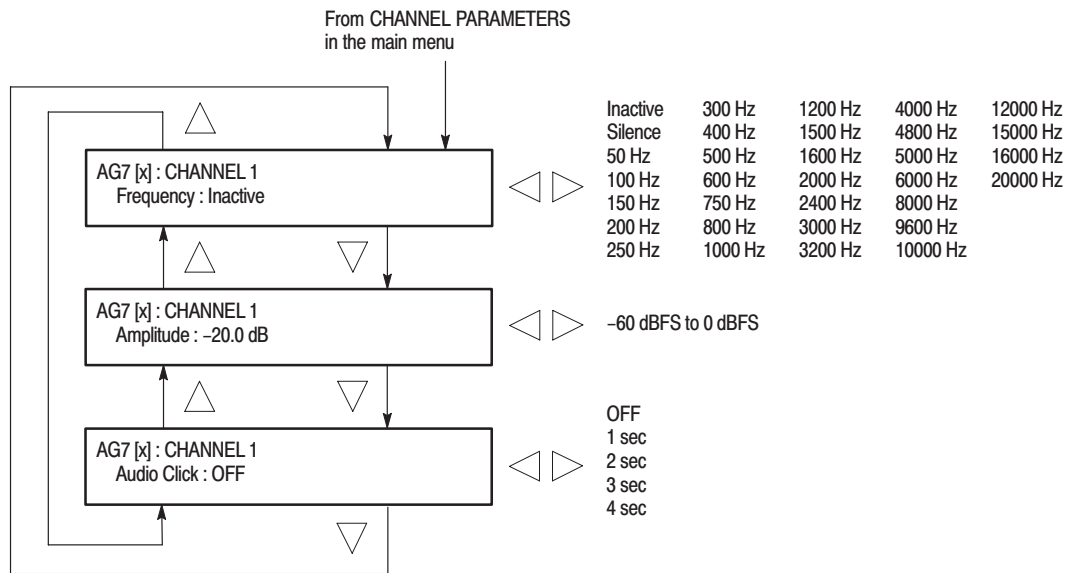 From CHANNEL PARAMETERS
in the main menu
AG7 [x] : CHANNEL 1
Frequency : Inactive
Inactive 300 Hz 1200 Hz 4000 Hz 12000 Hz
Silence 400 Hz 1500 Hz 4800 Hz 15000 Hz
50 Hz 500 Hz 1600 Hz 5000 Hz 16000 Hz
100 Hz 600 Hz 2000 Hz 6000 Hz 20000 Hz
150 Hz 750 Hz 2400 Hz 8000 Hz
200 Hz 800 Hz 3000 Hz 9600 Hz
250 Hz 1000 Hz 3200 Hz 10000 Hz
AG7 [x] : CHANNEL 1
Amplitude : –20.0 dB
–60 dBFS to 0 dBFS
AG7 [x] : CHANNEL 1
Audio Click : OFF
OFF
1 sec
2 sec
3 sec
4 sec